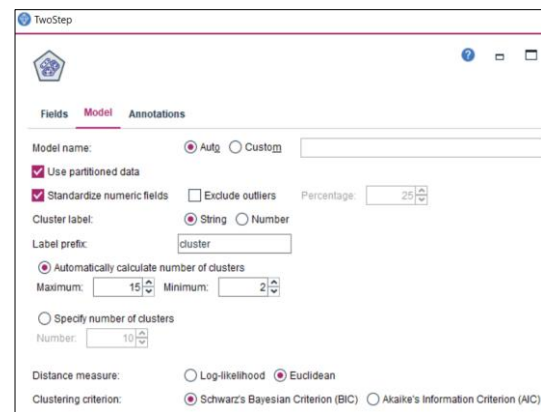 TwoStep
?
Fields Model Annotations
Model name: Auto Custom
Use partitioned data
Standardize numeric fields Exclude outliers Percentage: 25
Cluster label: String Number
Label prefix: cluster
Automatically calculate number of clusters
Maximum: 15 Minimum: 2
Specify number of clusters
Number: 10
Distance measure: Log-likelihood Euclidean
Clustering criterion: Schwarz's Bayesian Criterion (BIC) Akaike's Information Criterion (AIC)